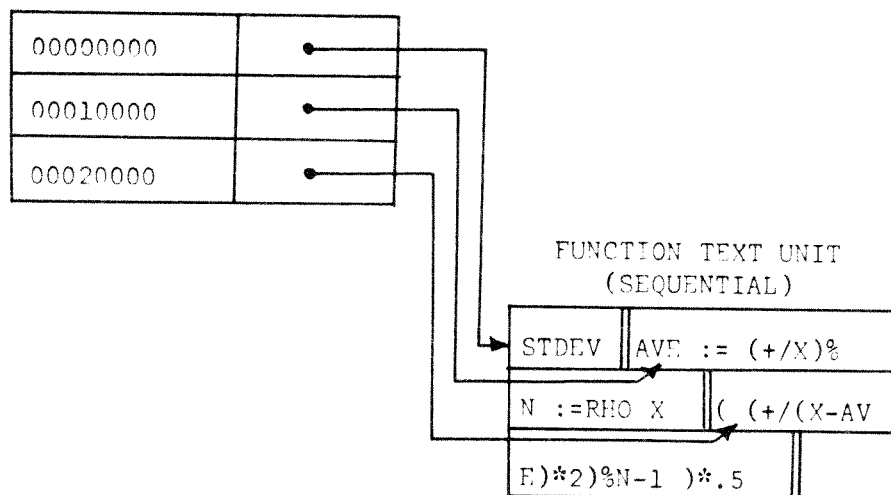 00000000
00010000
00020000
FUNCTION TEXT UNIT
(SEQUENTIAL)
STDEV AVE := (+/X)%
N :=RHO X ( (+/(X-AV
E)*2)%N-1 )*.5